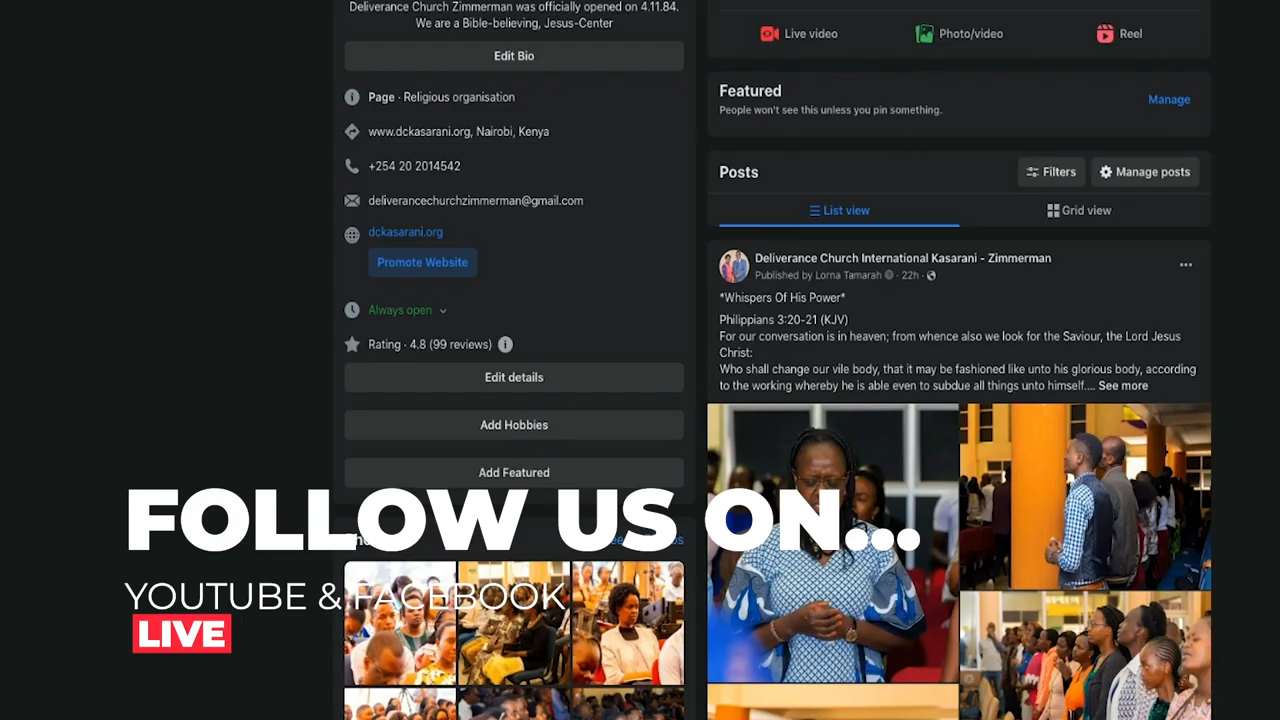 Deliverance Church Zimmerman was officially opened on 4.11.84.
We are a Bible-believing, Jesus-Center
Edit Bio
Page · Religious organisation
www.dckasarani.org, Nairobi, Kenya
+254 20 2014542
deliverancechurchzimmerman@gmail.com
dckasarani.org
Promote Website
Always open
Rating · 4.8 (99 reviews)
Edit details
Add Hobbies
Add Featured
Live video
Photo/video
Reel
Featured
Manage
People won't see this unless you pin something.
Posts
Filters
Manage posts
List view
Grid view
Deliverance Church International Kasarani - Zimmerman
Published by Lorna Tamarah · 22h ·
*Whispers Of His Power*
Philippians 3:20-21 (KJV)
For our conversation is in heaven; from whence also we look for the Saviour, the Lord Jesus
Christ:
Who shall change our vile body, that it may be fashioned like unto his glorious body, according
to the working whereby he is able even to subdue all things unto himself.... See more
FOLLOW US ON...
YOUTUBE & FACEBOOK
LIVE